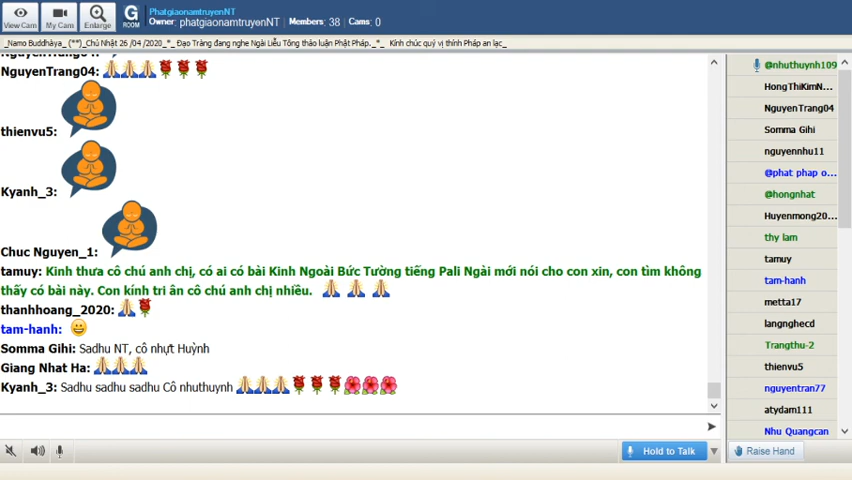 PhatgiaonamtruyenNT
Owner: phatgiaonamtruyenNT Members: 38 Cams: 0
View Cam My Cam Enlarge G ROOM
_Namo Buddhàya_ (**)_Chủ Nhật 26 /04 /2020_*_ Đạo Tràng đang nghe Ngài Liễu Tông thảo luận Phật Pháp._*_ Kính chúc quý vị thính Pháp an lạc_
NguyenTrang04:
thienvu5:
Kyanh_3:
Chuc Nguyen_1:
tamuy: Kinh thưa cô chú anh chị, có ai có bài Kinh Ngoài Bức Tường tiếng Pali Ngài mới nói cho con xin, con tìm không
thấy có bài này. Con kính tri ân cô chú anh chị nhiều.
thanhhoang_2020:
tam-hanh:
Somma Gihi: Sadhu NT, cô nhựt Huỳnh
Giang Nhat Ha:
Kyanh_3: Sadhu sadhu sadhu Cô nhuthuynh
@nhuthuynh109
HongThiKimN...
NguyenTrang04
Somma Gihi
nguyennhu11
@phat phap o...
@hongnhat
Huyenmong20...
thy lam
tamuy
tam-hanh
metta17
langnghecd
Trangthu-2
thienvu5
nguyentran77
atydam111
Nhu Quangcan
Hold to Talk
Raise Hand